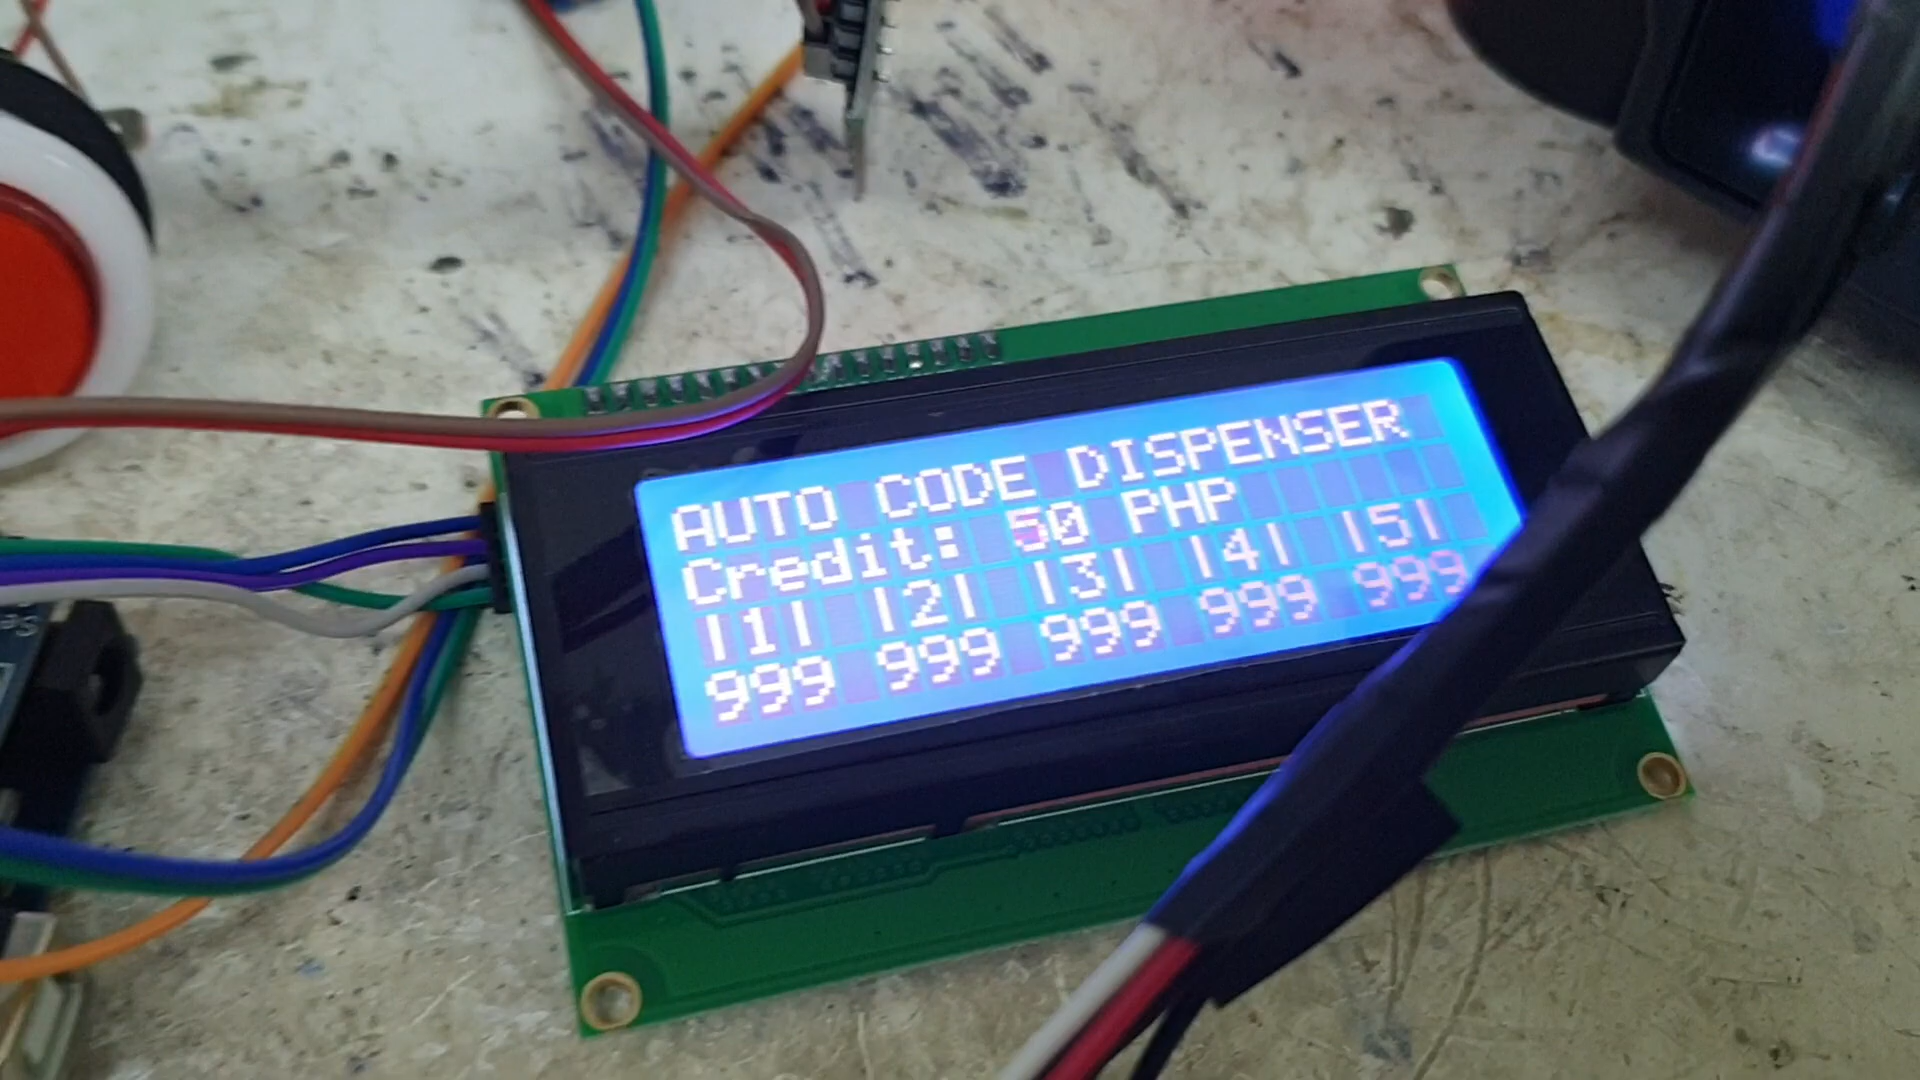 AUTO CODE DISPENSER
Credit: 50 PHP
|1| |2| |3| |4| |5|
999 999 999 999 999